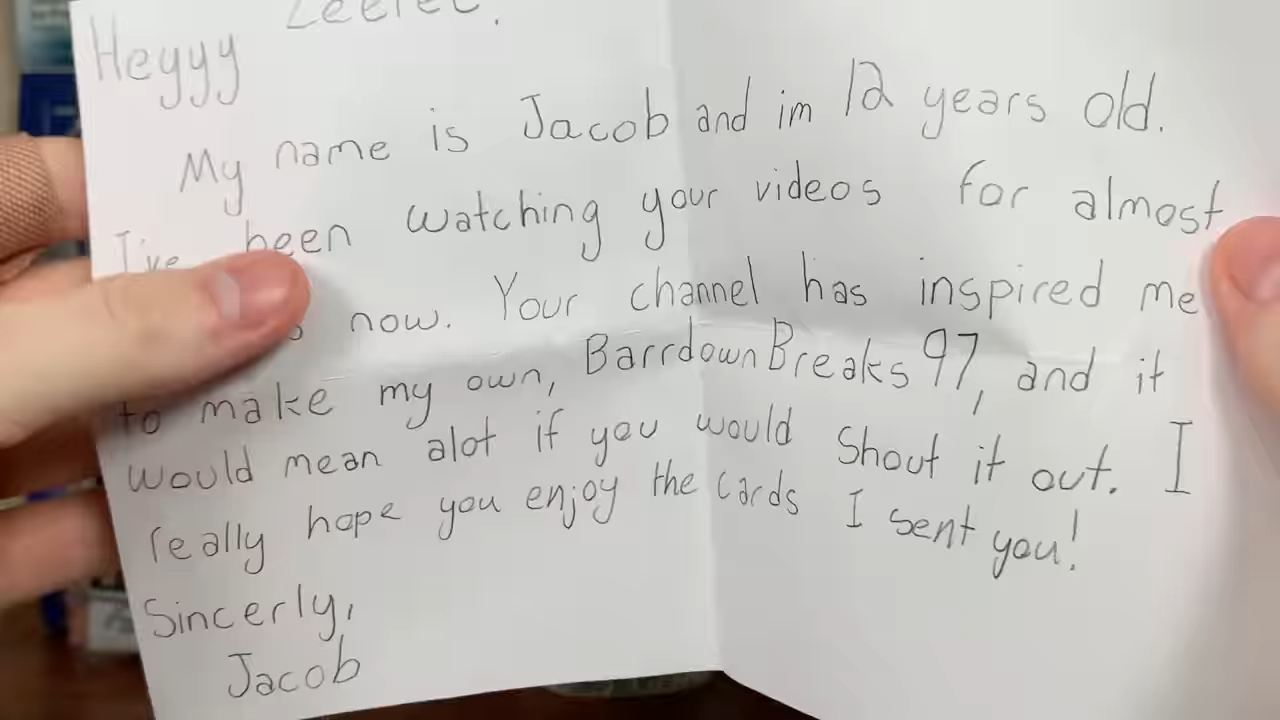 Heyyy
My name is Jacob and im 12 years old.
I've been watching your videos for almost
now. Your channel has inspired me
to make my own, BarrdownBreaks97, and it
would mean alot if you would shout it out. I
really hope you enjoy the cards I sent you!
Sincerly,
Jacob